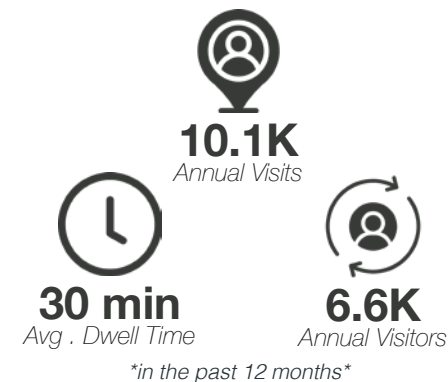 10.1K
Annual Visits
30 min
Avg . Dwell Time
6.6K
Annual Visitors
*in the past 12 months*